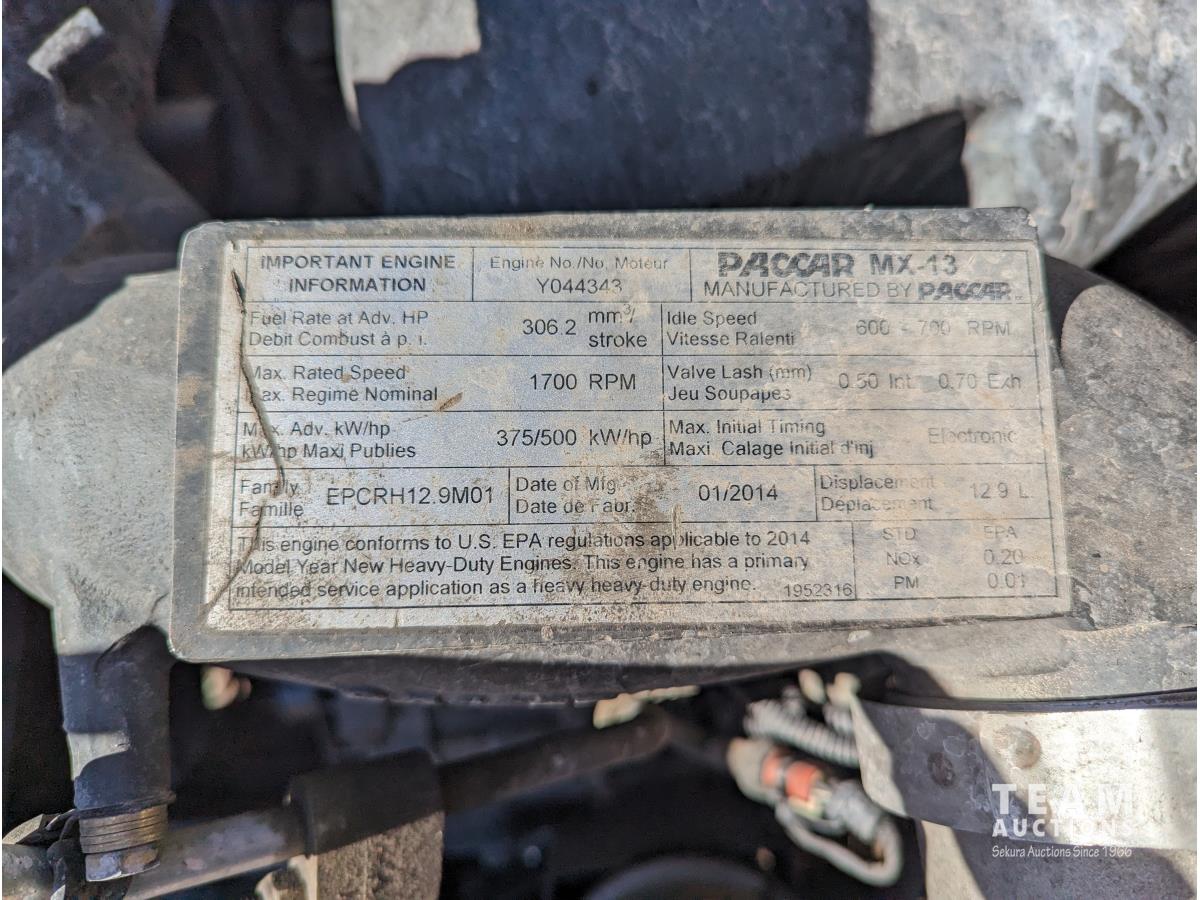 IMPORTANT ENGINE
INFORMATION
Engine No./No. Moteur
Y044343
PACCAR MX-13
MANUFACTURED BY PACCAR
Fuel Rate at Adv. HP
Debit Combust à p. i.
306.2 mm³/
stroke
Idle Speed
Vitesse Ralenti
600 - 700 RPM
Max. Rated Speed
Max. Regime Nominal
1700 RPM
Valve Lash (mm)
Jeu Soupapes
0.50 Int. 0.70 Exh
Max. Adv. kW/hp
kW/hp Maxi Publies
375/500 kW/hp
Max. Initial Timing
Maxi. Calage Initial d'inj
Electronic
Family
Famille
EPCRH12.9M01
Date of Mfg.
Date de Fabr.
01/2014
Displacement
Déplacement
12.9 L
This engine conforms to U.S. EPA regulations applicable to 2014
Model Year New Heavy-Duty Engines. This engine has a primary
intended service application as a heavy heavy-duty engine. 1952316
STD EPA
NOx 0.20
PM 0.01
TEAM
AUCTIONS
Sekura Auctions Since 1966